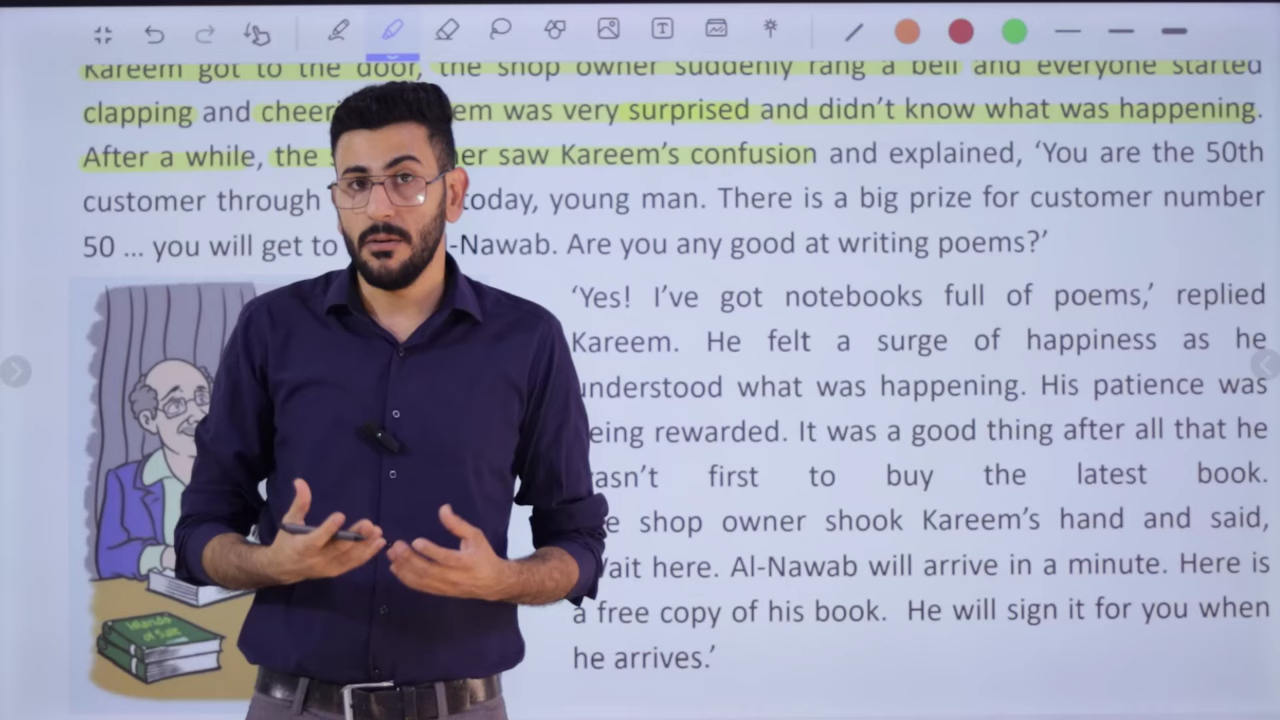 Kareem got to the door, the shop owner suddenly rang a bell and everyone started
clapping and em was very surprised and didn't know what was happening.
After a while, the saw Kareem's confusion and explained, 'You are the 50th
customer through today, young man. There is a big prize for customer number
50 ... you will get to -Nawab. Are you any good at writing poems?'
'Yes! I've got notebooks full of poems,' replied
Kareem. He felt a surge of happiness as he
understood what was happening. His patience was
being rewarded. It was a good thing after all that he
wasn't first to buy the latest book.
shop owner shook Kareem's hand and said,
Wait here. Al-Nawab will arrive in a minute. Here is
a free copy of his book. He will sign it for you when
he arrives.'
Islands
of Salt